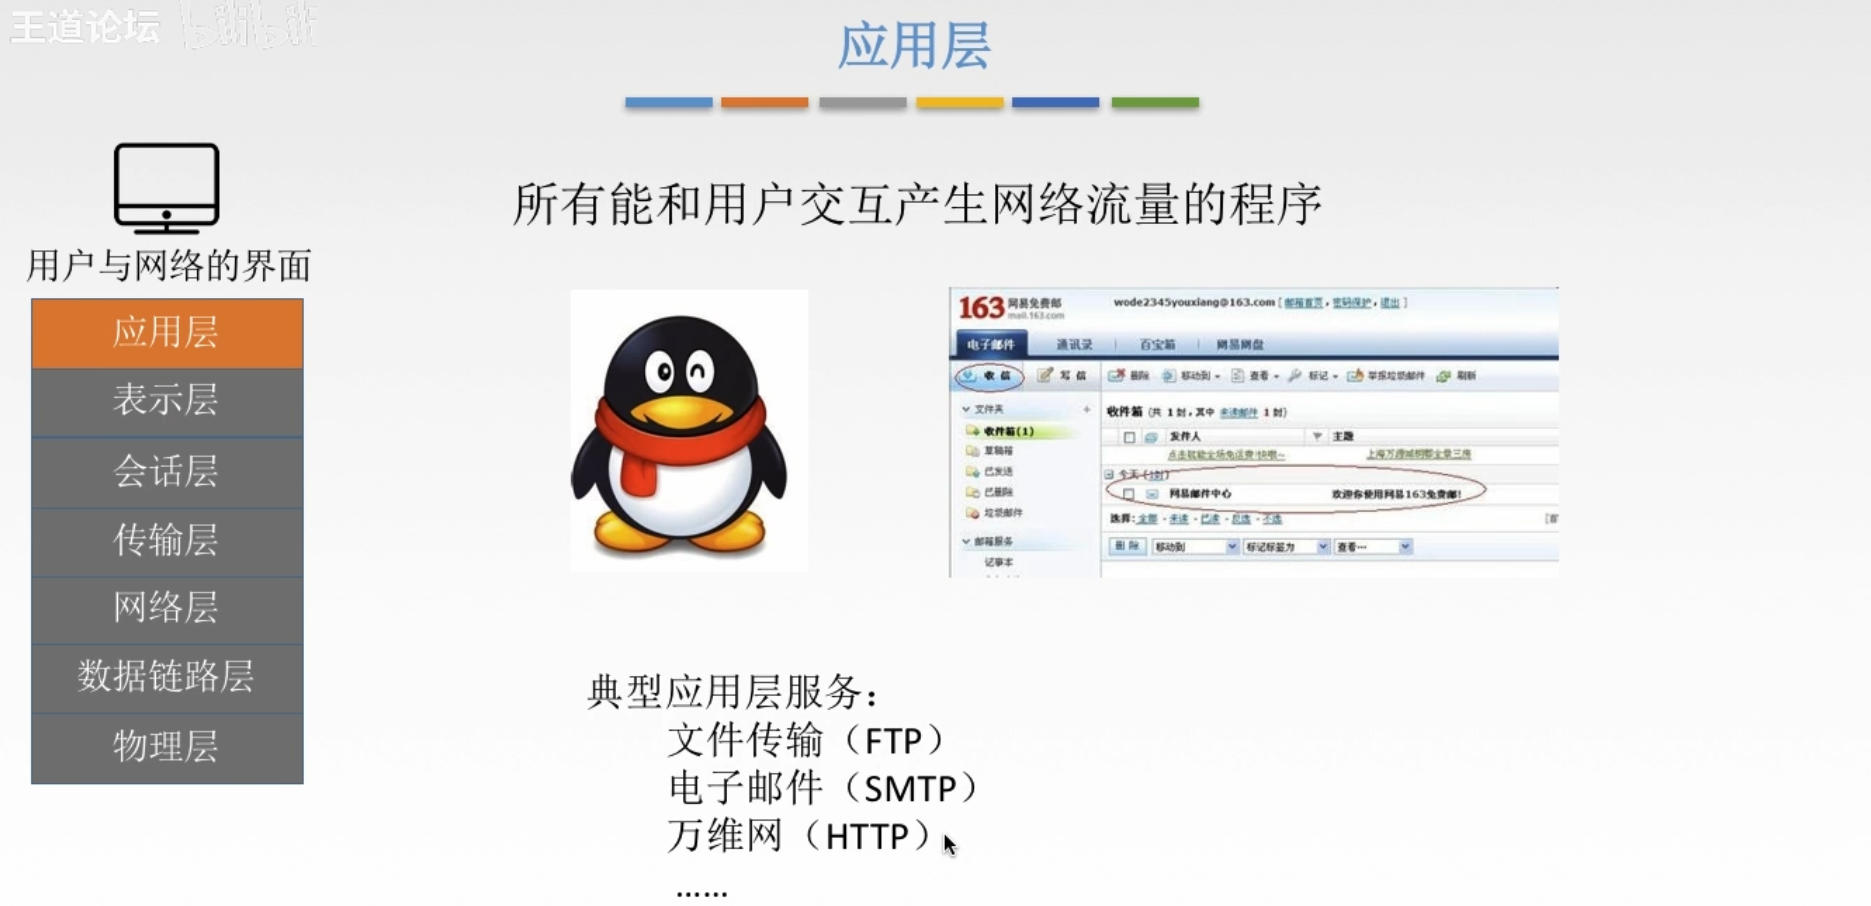 王道论坛 bilibili
应用层
所有能和用户交互产生网络流量的程序
用户与网络的界面
应用层
表示层
会话层
传输层
网络层
数据链路层
物理层
163 网易免费邮
mail.163.com
wode2345youxiang@163.com [ 邮箱首页，密码保护，退出 ]
电子邮件 通讯录 | 百宝箱 | 网易网盘
收信 写信 删除 移动到 查看 标记 举报垃圾邮件 刷新
文件夹
收件箱(1)
草稿箱
已发送
已删除
垃圾邮件
邮箱服务
记事本
收件箱 (共 1 封，其中 未读邮件 1 封)
发件人 主题
今天 (1封)
网易邮件中心 欢迎你使用网易163免费邮!
选择: 全部 - 未读 - 已读 - 反选 - 不选
删除 移动到 查看…
典型应用层服务：
文件传输（FTP）
电子邮件（SMTP）
万维网（HTTP）
……